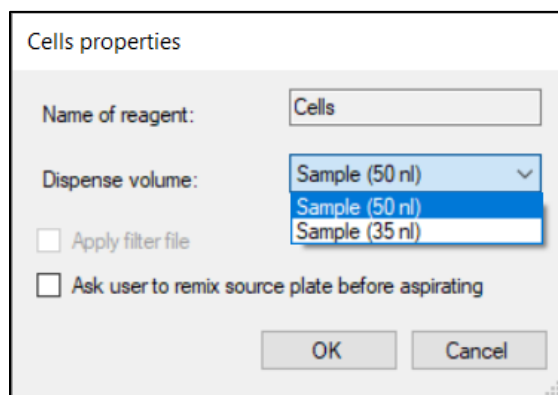 Cells properties
Name of reagent: Cells
Dispense volume: Sample (50 nl)
Sample (50 nl)
Sample (35 nl)
Apply filter file
Ask user to remix source plate before aspirating
OK Cancel